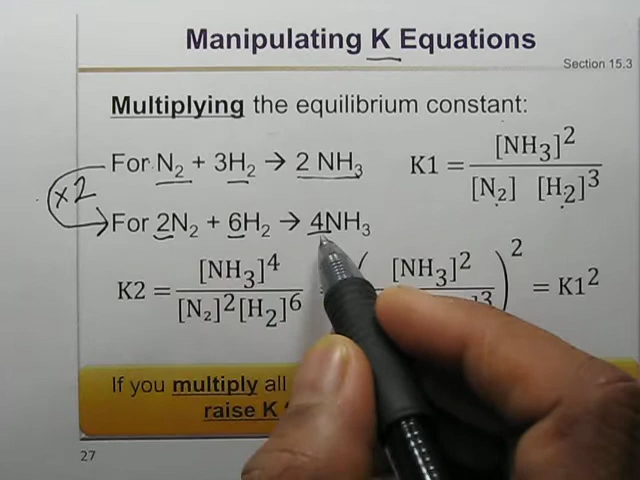 Manipulating K Equations
Section 15.3
Multiplying the equilibrium constant:
×2
For N₂ + 3H₂ → 2 NH₃ K1 = [NH₃]² / [N₂] [H₂]³
For 2N₂ + 6H₂ → 4NH₃
K2 = [NH₃]⁴ / [N₂]²[H₂]⁶ ( [NH₃]² / ³ )² = K1²
If you multiply all
raise K
27